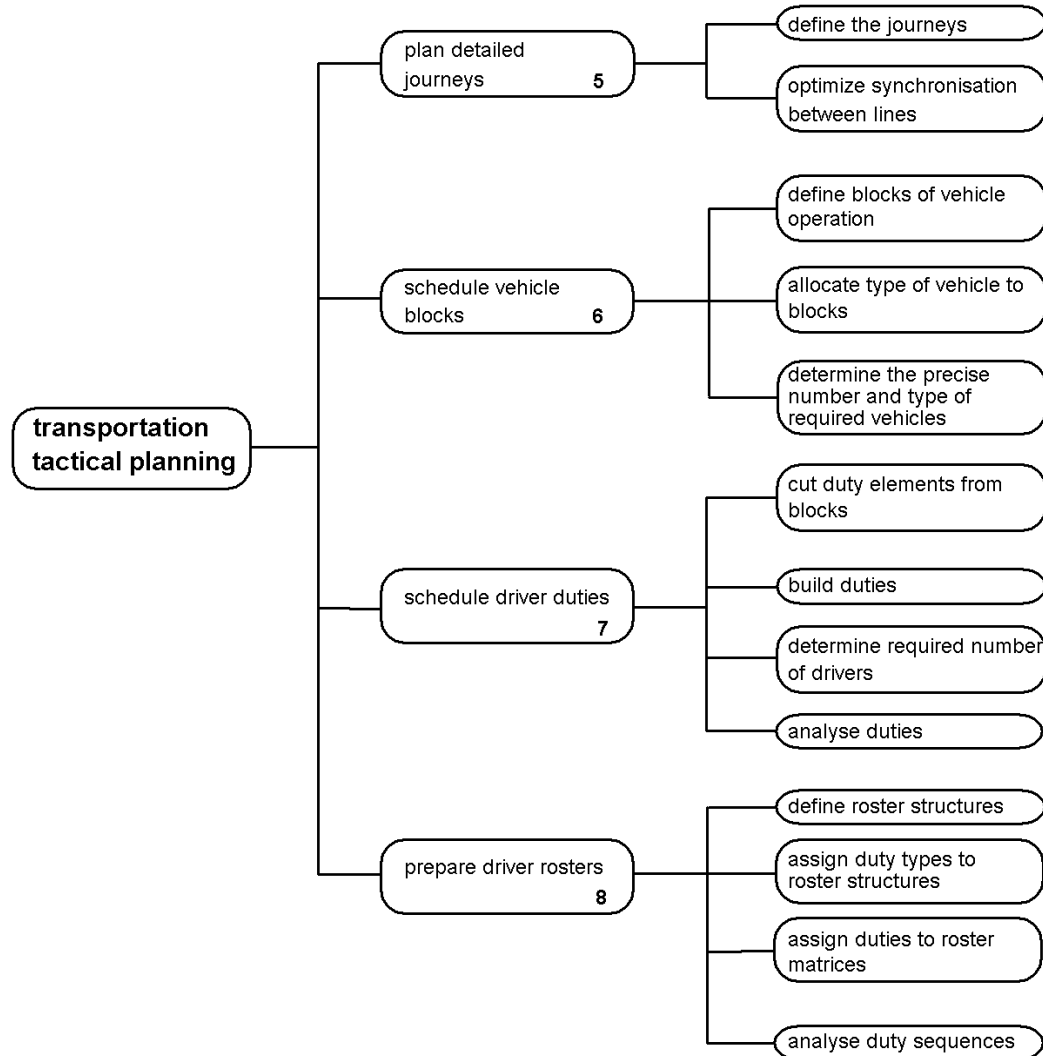 transportation
tactical planning
plan detailed
journeys
5
define the journeys
optimize synchronisation
between lines
schedule vehicle
blocks
6
define blocks of vehicle
operation
allocate type of vehicle to
blocks
determine the precise
number and type of
required vehicles
schedule driver duties
7
cut duty elements from
blocks
build duties
determine required number
of drivers
analyse duties
prepare driver rosters
8
define roster structures
assign duty types to
roster structures
assign duties to roster
matrices
analyse duty sequences